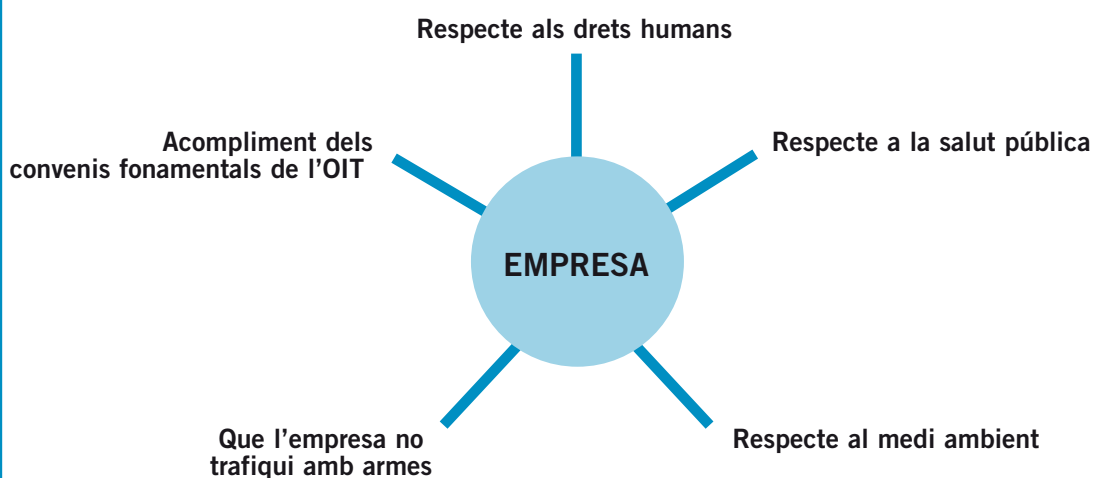 Respecte als drets humans
Acompliment dels
convenis fonamentals de l’OIT
Respecte a la salut pública
EMPRESA
Que l’empresa no
trafiqui amb armes
Respecte al medi ambient